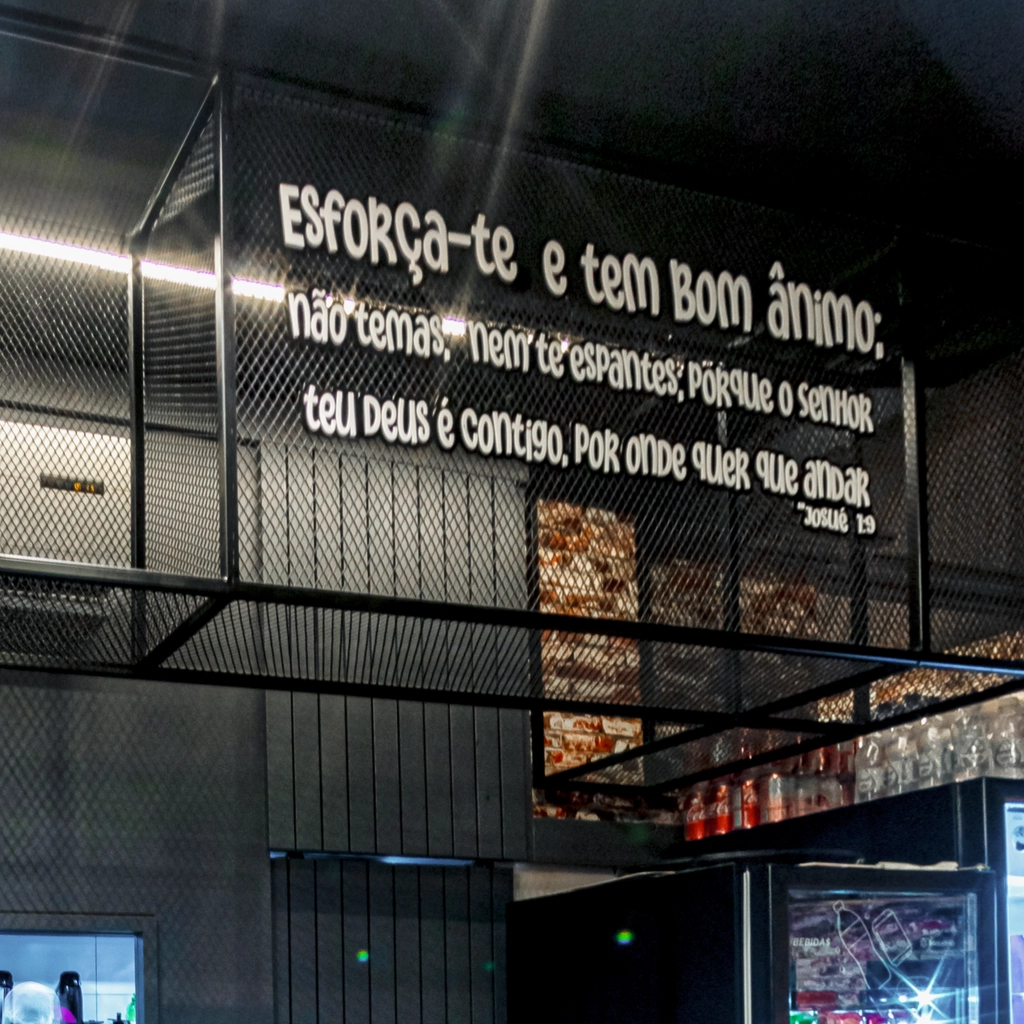 Esforça-te e tem bom ânimo;
não temas, nem te espantes, porque o Senhor
teu Deus é contigo, por onde quer que andar
"Josué 1:9
BEBIDAS